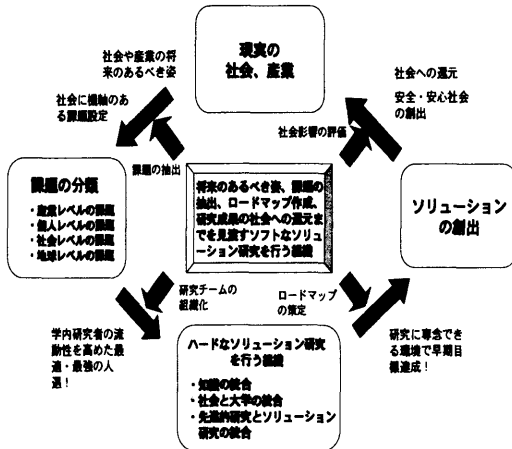 現実の
社会、産業
社会や産業の将
来のあるべき姿
社会に機軸のあ
る課題設定
社会への還元
安全・安心社会
の創出
社会影響の評価
課題の抽出
課題の分類
・産業レベルの課題
・個人レベルの課題
・社会レベルの課題
・地球レベルの課題
将来のあるべき姿、課題の
抽出、ロードマップ作成、
研究成果の社会への還元ま
でを見渡すソフトなソリュ
ーション研究を行う組織
ソリューション
の創出
研究チームの
組織化
ロードマップ
の策定
学内研究者の流
動性を高めた最
適・最強の人
選！
ハードなソリューション研究
を行う組織
・知識の統合
・社会と大学の統合
・先進的研究とソリューション
研究の統合
研究に専念でき
る環境で早期目
標達成！